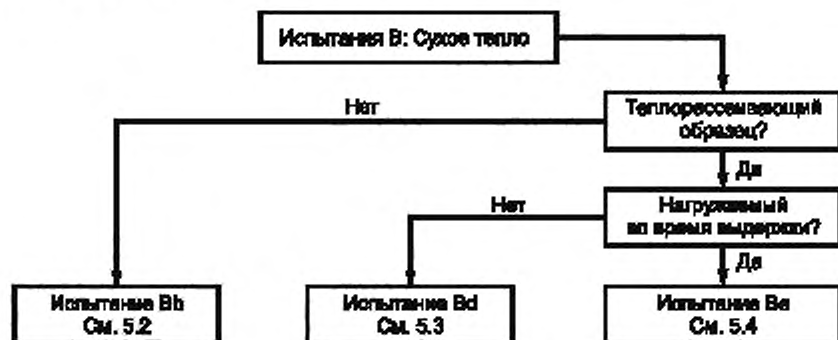 Испытания В: Сухое тепло
Нет
Теплорассеивающий
образец?
Да
Нет
Нагружаемый
во время выдержки?
Да
Испытание Bb
См. 5.2
Испытание Bd
См. 5.3
Испытание Be
См. 5.4